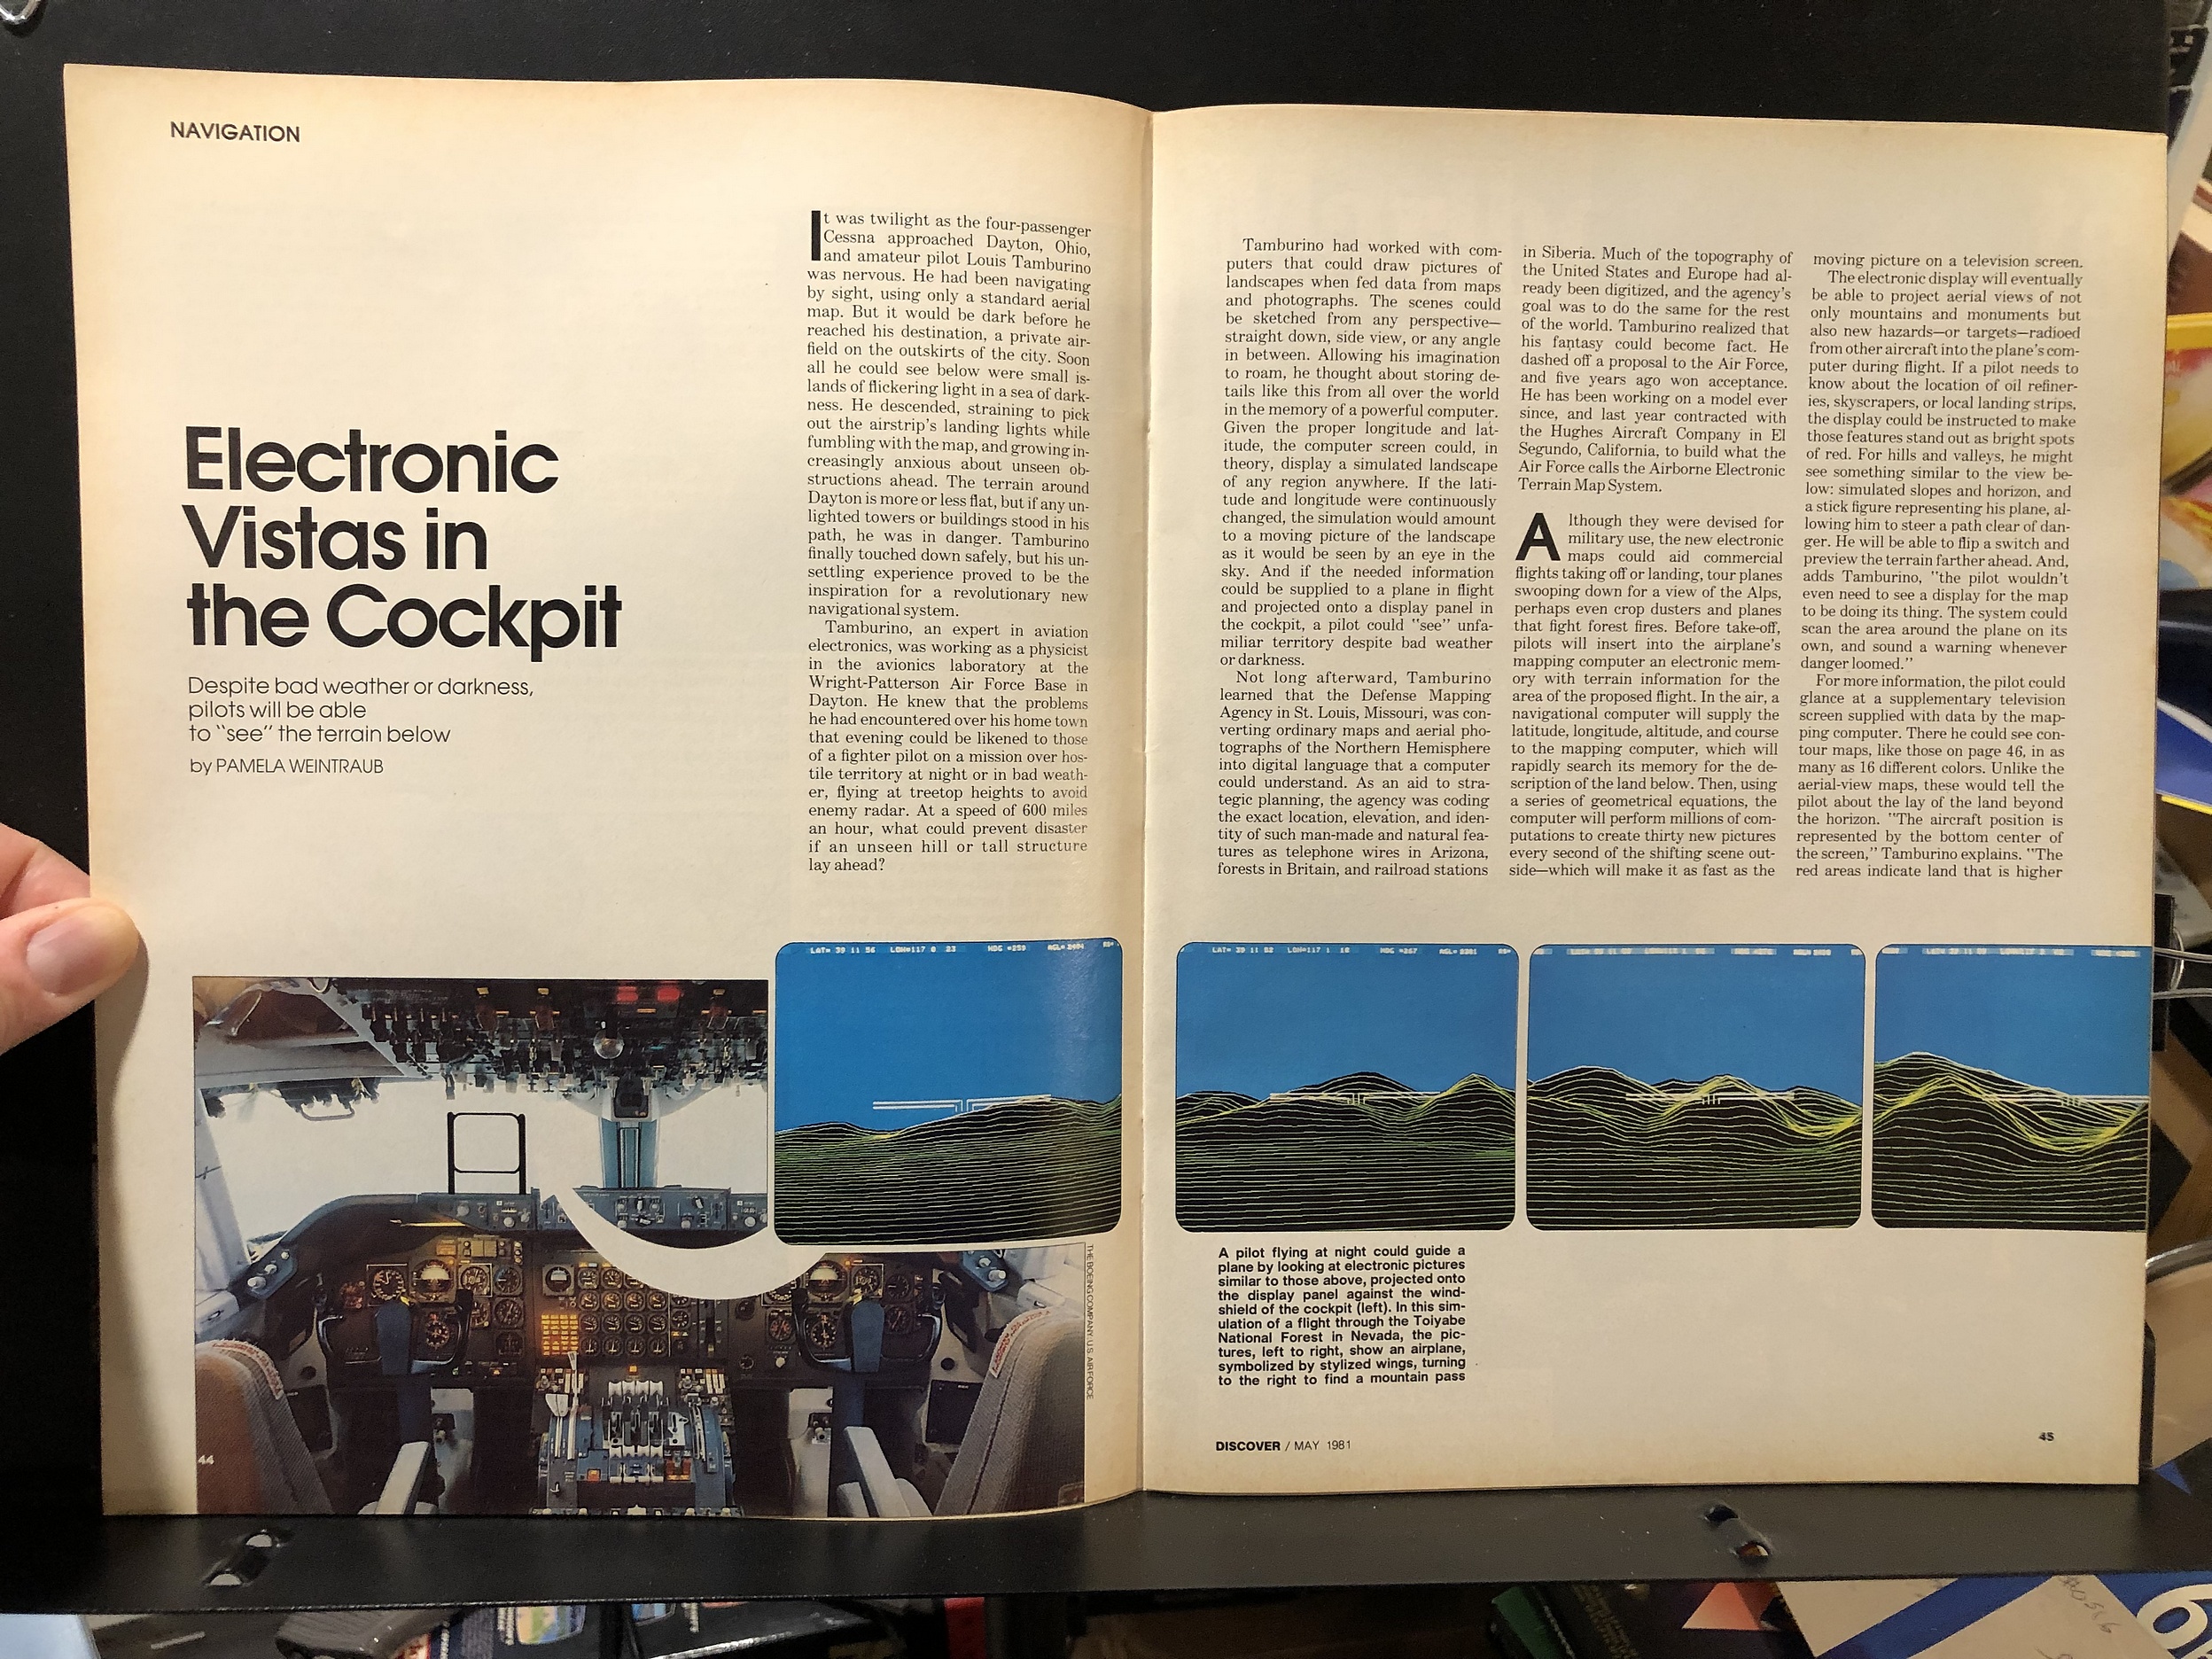 NAVIGATION
Electronic
Vistas in
the Cockpit
Despite bad weather or darkness,
pilots will be able
to "see" the terrain below
by PAMELA WEINTRAUB
It was twilight as the four-passenger
Cessna approached Dayton, Ohio,
and amateur pilot Louis Tamburino
was nervous. He had been navigating
by sight, using only a standard aerial
map. But it would be dark before he
reached his destination, a private air-
field on the outskirts of the city. Soon
all he could see below were small is-
lands of flickering light in a sea of dark-
ness. He descended, straining to pick
out the airstrip's landing lights while
fumbling with the map, and growing in-
creasingly anxious about unseen ob-
structions ahead. The terrain around
Dayton is more or less flat, but if any un-
lighted towers or buildings stood in his
path, he was in danger. Tamburino
finally touched down safely, but his un-
settling experience proved to be the
inspiration for a revolutionary new
navigational system.
Tamburino, an expert in aviation
electronics, was working as a physicist
in the avionics laboratory at the
Wright-Patterson Air Force Base in
Dayton. He knew that the problems
he had encountered over his home town
that evening could be likened to those
of a fighter pilot on a mission over hos-
tile territory at night or in bad weath-
er, flying at treetop heights to avoid
enemy radar. At a speed of 600 miles
an hour, what could prevent disaster
if an unseen hill or tall structure
lay ahead?
THE BOEING COMPANY; U.S. AIR FORCE
44
Tamburino had worked with com-
puters that could draw pictures of
landscapes when fed data from maps
and photographs. The scenes could
be sketched from any perspective—
straight down, side view, or any angle
in between. Allowing his imagination
to roam, he thought about storing de-
tails like this from all over the world
in the memory of a powerful computer.
Given the proper longitude and lat-
itude, the computer screen could, in
theory, display a simulated landscape
of any region anywhere. If the lati-
tude and longitude were continuously
changed, the simulation would amount
to a moving picture of the landscape
as it would be seen by an eye in the
sky. And if the needed information
could be supplied to a plane in flight
and projected onto a display panel in
the cockpit, a pilot could "see" unfa-
miliar territory despite bad weather
or darkness.
Not long afterward, Tamburino
learned that the Defense Mapping
Agency in St. Louis, Missouri, was con-
verting ordinary maps and aerial pho-
tographs of the Northern Hemisphere
into digital language that a computer
could understand. As an aid to stra-
tegic planning, the agency was coding
the exact location, elevation, and iden-
tity of such man-made and natural fea-
tures as telephone wires in Arizona,
forests in Britain, and railroad stations
in Siberia. Much of the topography of
the United States and Europe had al-
ready been digitized, and the agency's
goal was to do the same for the rest
of the world. Tamburino realized that
his fantasy could become fact. He
dashed off a proposal to the Air Force,
and five years ago won acceptance.
He has been working on a model ever
since, and last year contracted with
the Hughes Aircraft Company in El
Segundo, California, to build what the
Air Force calls the Airborne Electronic
Terrain Map System.
Although they were devised for
military use, the new electronic
maps could aid commercial
flights taking off or landing, tour planes
swooping down for a view of the Alps,
perhaps even crop dusters and planes
that fight forest fires. Before take-off,
pilots will insert into the airplane's
mapping computer an electronic mem-
ory with terrain information for the
area of the proposed flight. In the air, a
navigational computer will supply the
latitude, longitude, altitude, and course
to the mapping computer, which will
rapidly search its memory for the de-
scription of the land below. Then, using
a series of geometrical equations, the
computer will perform millions of com-
putations to create thirty new pictures
every second of the shifting scene out-
side—which will make it as fast as the
moving picture on a television screen.
The electronic display will eventually
be able to project aerial views of not
only mountains and monuments but
also new hazards—or targets—radioed
from other aircraft into the plane's com-
puter during flight. If a pilot needs to
know about the location of oil refiner-
ies, skyscrapers, or local landing strips,
the display could be instructed to make
those features stand out as bright spots
of red. For hills and valleys, he might
see something similar to the view be-
low: simulated slopes and horizon, and
a stick figure representing his plane, al-
lowing him to steer a path clear of dan-
ger. He will be able to flip a switch and
preview the terrain farther ahead. And,
adds Tamburino, "the pilot wouldn't
even need to see a display for the map
to be doing its thing. The system could
scan the area around the plane on its
own, and sound a warning whenever
danger loomed."
For more information, the pilot could
glance at a supplementary television
screen supplied with data by the map-
ping computer. There he could see con-
tour maps, like those on page 46, in as
many as 16 different colors. Unlike the
aerial-view maps, these would tell the
pilot about the lay of the land beyond
the horizon. "The aircraft position is
represented by the bottom center of
the screen," Tamburino explains. "The
red areas indicate land that is higher
LAT= 39 11 56 LON=117 0 23 HDG =259
LAT= 39 11 52 LON=117 1 18 HDG =267
A pilot flying at night could guide a
plane by looking at electronic pictures
similar to those above, projected onto
the display panel against the wind-
shield of the cockpit (left). In this sim-
ulation of a flight through the Toiyabe
National Forest in Nevada, the pic-
tures, left to right, show an airplane,
symbolized by stylized wings, turning
to the right to find a mountain pass
DISCOVER / MAY 1981
45